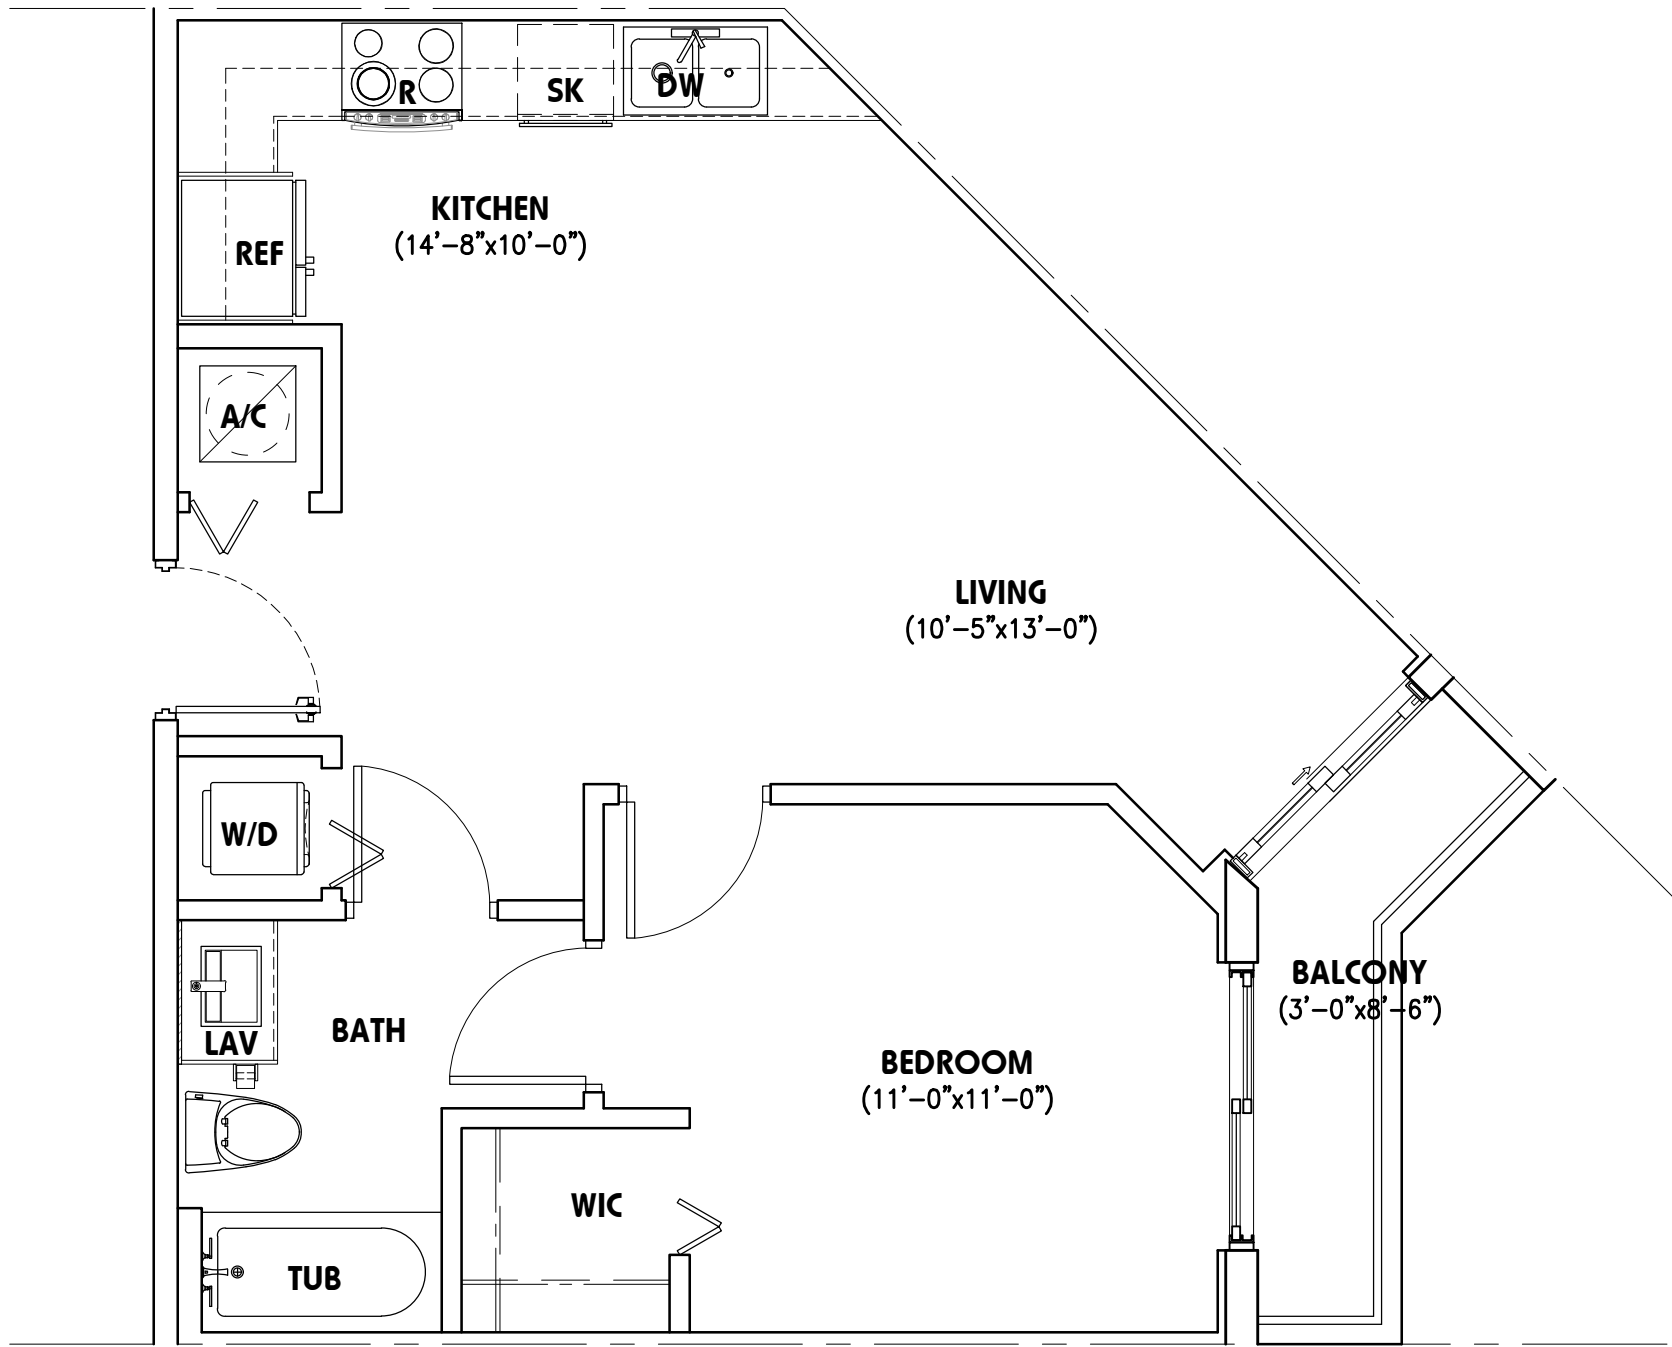 R
SK
DW
KITCHEN
(14'-8"x10'-0")
REF
A/C
LIVING
(10'-5"x13'-0")
W/D
BALCONY
(3'-0"x8'-6")
BATH
LAV
BEDROOM
(11'-0"x11'-0")
WIC
TUB